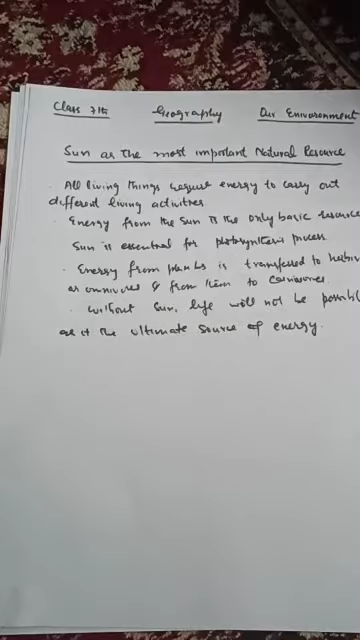 Class 7th Geography Our Environment
Sun as the most important Natural Resource
· All living things require energy to carry out
different living activities
· Energy from the Sun is the only basic resource
Sun is essential for photosynthesis process
· Energy from plants is transferred to
or omnivores & from them to carnivores.
· without Sun, life will not be
as it the ultimate source of energy.